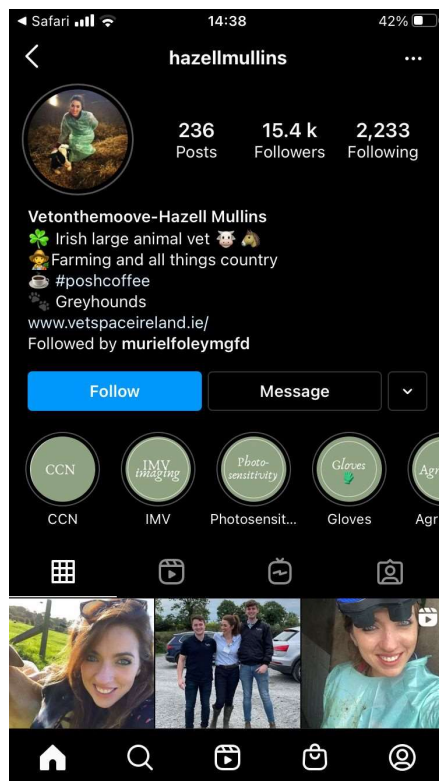 Safari 14:38 42%
hazellmullins
236 15.4 k 2,233
Posts Followers Following
Vetonthemoove-Hazell Mullins
☘️ Irish large animal vet 🐮🐴
👩‍🌾Farming and all things country
☕ #poshcoffee
🐾 Greyhounds
www.vetspaceireland.ie/
Followed by murielfoleymgfd
Follow Message
CCN IMV imaging Photo-sensitivity Gloves Agr
CCN IMV Photosensit... Gloves Agr